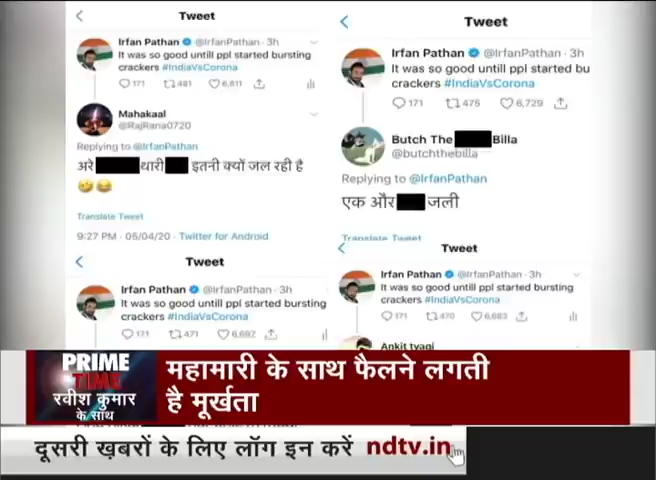 Tweet
Irfan Pathan @IrfanPathan · 3h
It was so good untill ppl started bursting
crackers #IndiaVsCorona
171 481 6,811
Mahakaal
@RajRana0720
Replying to @IrfanPathan
अरे थारी इतनी क्यों जल रही है
Translate Tweet
9:27 PM · 05/04/20 · Twitter for Android
Tweet
Irfan Pathan @IrfanPathan · 3h
It was so good untill ppl started bu
crackers #IndiaVsCorona
171 475 6,729
Butch The Billa
@butchthebilla
Replying to @IrfanPathan
एक और जली
Translate Tweet
Tweet
Irfan Pathan @IrfanPathan · 3h
It was so good untill ppl started bursting
crackers #IndiaVsCorona
171 471 6,692
Tweet
Irfan Pathan @IrfanPathan · 3h
It was so good untill ppl started bursting
crackers #IndiaVsCorona
171 470 6,683
Ankit tyagi
PRIME
TIME
रवीश कुमार
के साथ
महामारी के साथ फैलने लगती
है मूर्खता
दूसरी ख़बरों के लिए लॉग इन करें ndtv.in